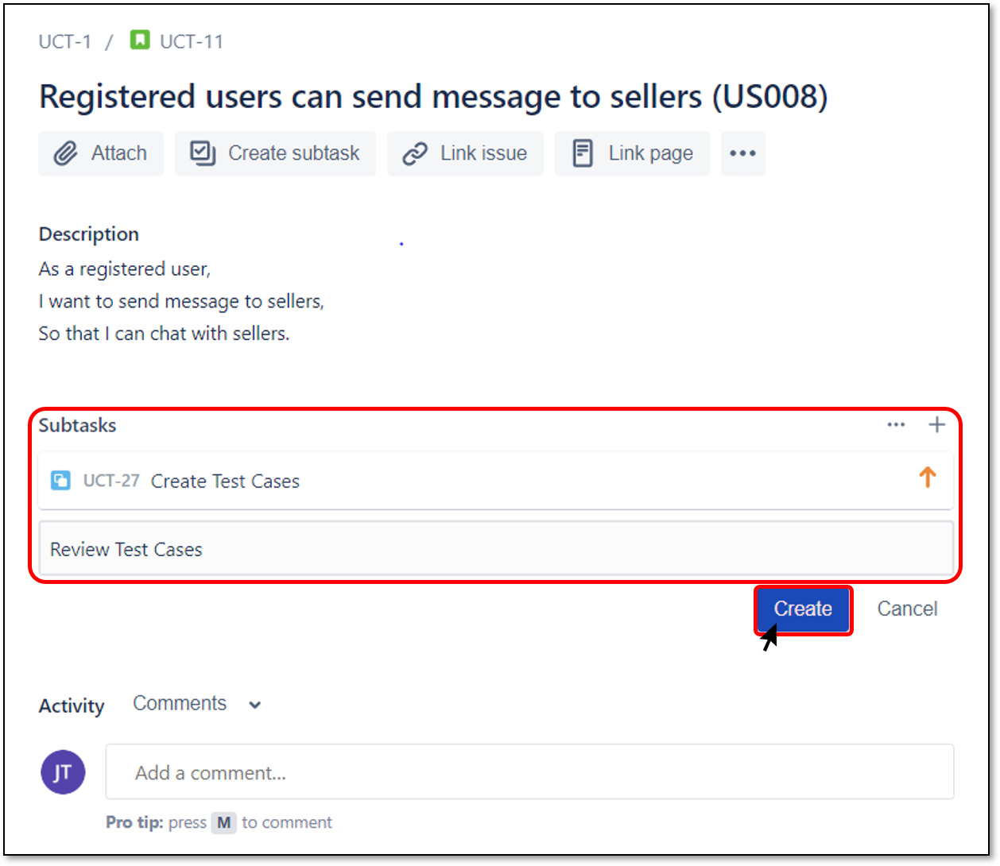 UCT-1 / UCT-11
Registered users can send message to sellers (US008)
Attach Create subtask Link issue Link page •••
Description
As a registered user,
I want to send message to sellers,
So that I can chat with sellers.
Subtasks ••• +
UCT-27 Create Test Cases
Review Test Cases
Create Cancel
Activity Comments
JT Add a comment...
Pro tip: press M to comment